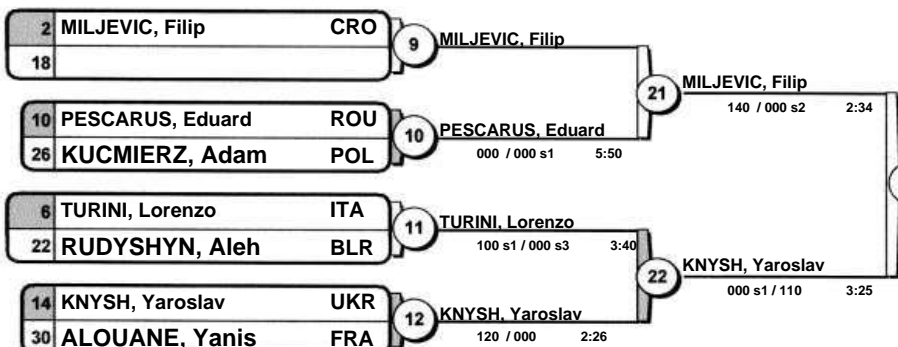 2 MILJEVIC, Filip CRO
18
9 MILJEVIC, Filip
10 PESCARUS, Eduard ROU
26 KUCMIERZ, Adam POL
10 PESCARUS, Eduard
000 / 000 s1 5:50
21 MILJEVIC, Filip
140 / 000 s2 2:34
6 TURINI, Lorenzo ITA
22 RUDYSHYN, Aleh BLR
11 TURINI, Lorenzo
100 s1 / 000 s3 3:40
14 KNYSH, Yaroslav UKR
30 ALOUANE, Yanis FRA
12 KNYSH, Yaroslav
120 / 000 2:26
22 KNYSH, Yaroslav
000 s1 / 110 3:25